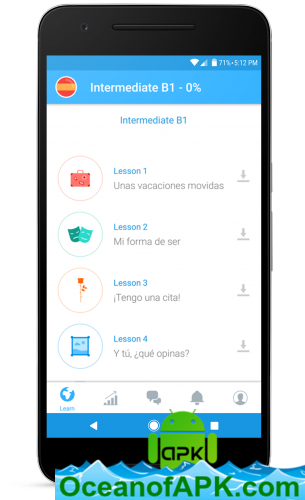 71% 5:12 PM
Intermediate B1 - 0%
Intermediate B1
Lesson 1
Unas vacaciones movidas
Lesson 2
Mi forma de ser
Lesson 3
¡Tengo una cita!
Lesson 4
Y tú, ¿qué opinas?
Learn
apk
OceanofAPK.com